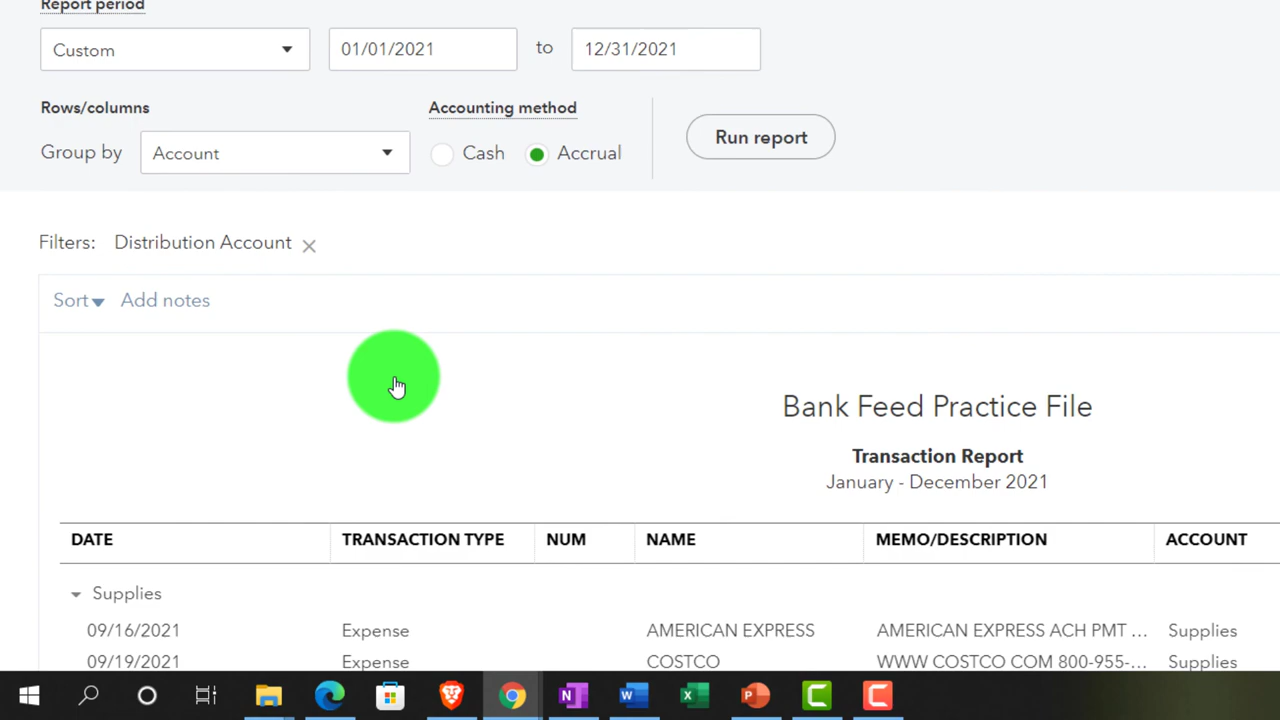 Report period
Custom 01/01/2021 to 12/31/2021
Rows/columns Accounting method
Group by Account Cash Accrual Run report
Filters: Distribution Account
Sort Add notes
Bank Feed Practice File
Transaction Report
January - December 2021
DATE TRANSACTION TYPE NUM NAME MEMO/DESCRIPTION ACCOUNT
Supplies
09/16/2021 Expense AMERICAN EXPRESS AMERICAN EXPRESS ACH PMT ... Supplies
09/19/2021 Expense COSTCO WWW COSTCO COM 800-955-... Supplies